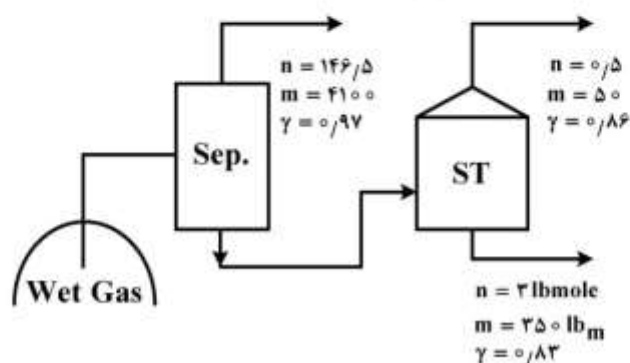 n = ۱۴۶/۵
m = ۴۱۰۰
γ = ۰/۹۷
n = ۰/۵
m = ۵۰
γ = ۰/۸۶
Sep.
ST
Wet Gas
n = ۳ lbmole
m = ۳۵۰ lbm
γ = ۰/۸۳